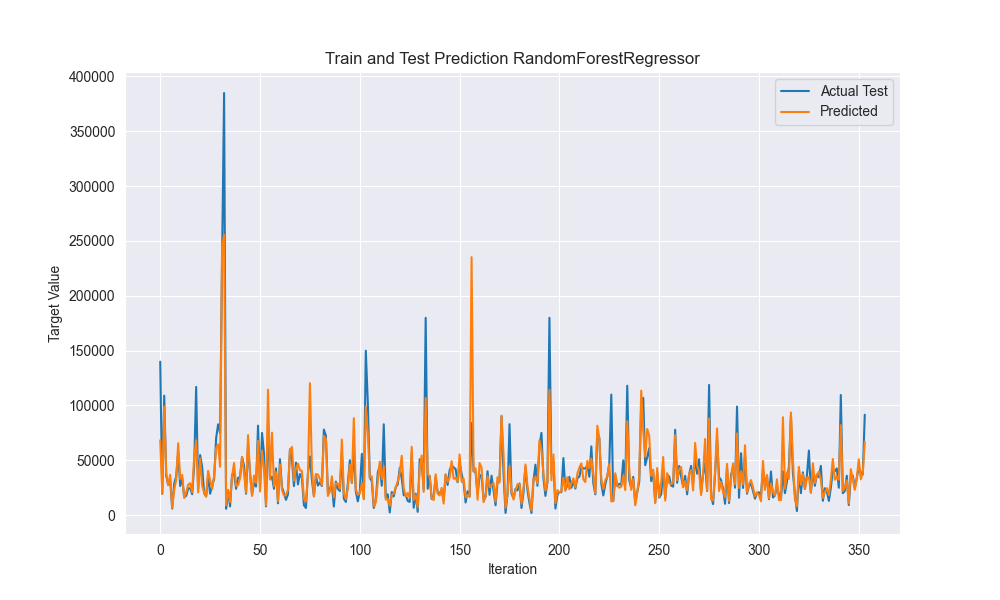 Train and Test Prediction RandomForestRegressor
Actual Test
Predicted
Target Value
400000
350000
300000
250000
200000
150000
100000
50000
0
0 50 100 150 200 250 300 350
Iteration